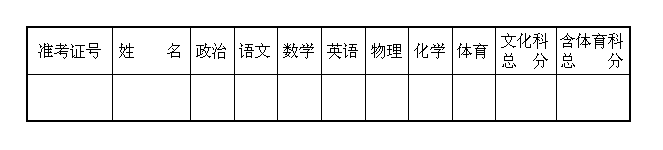 准考证号 姓 名 政治 语文 数学 英语 物理 化学 体育 文化科总 分 含体育科总 分